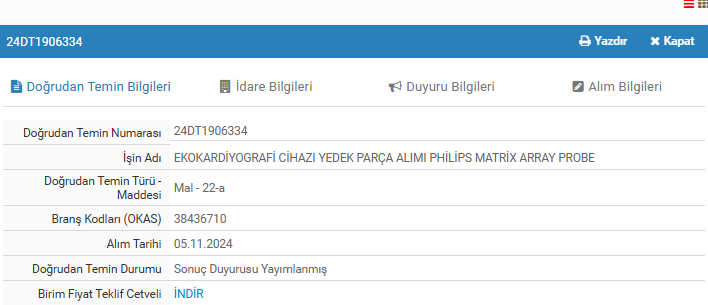 24DT1906334
Yazdır
Kapat
Doğrudan Temin Bilgileri
İdare Bilgileri
Duyuru Bilgileri
Alım Bilgileri
Doğrudan Temin Numarası 24DT1906334
İşin Adı EKOKARDİYOGRAFİ CİHAZI YEDEK PARÇA ALIMI PHİLİPS MATRİX ARRAY PROBE
Doğrudan Temin Türü -
Maddesi Mal - 22-a
Branş Kodları (OKAS) 38436710
Alım Tarihi 05.11.2024
Doğrudan Temin Durumu Sonuç Duyurusu Yayımlanmış
Birim Fiyat Teklif Cetveli İNDİR